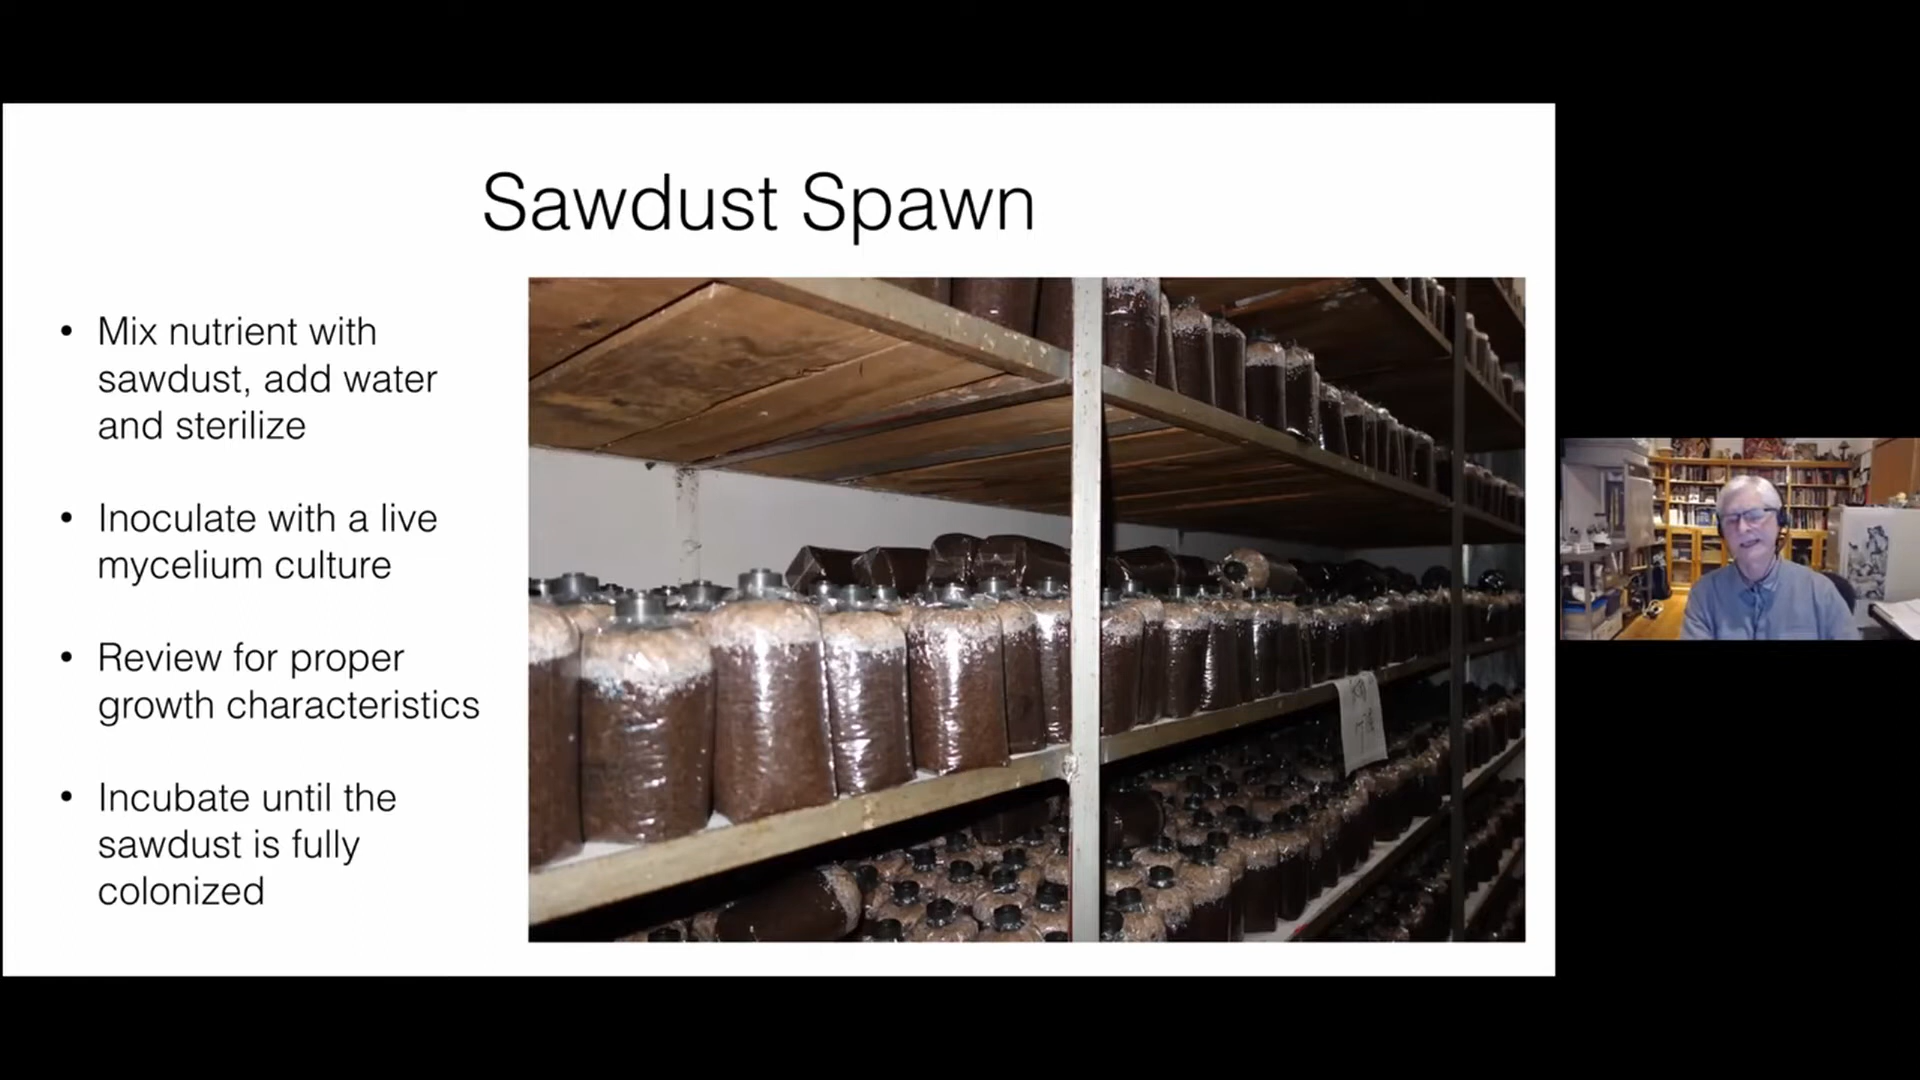 Sawdust Spawn
• Mix nutrient with
sawdust, add water
and sterilize
• Inoculate with a live
mycelium culture
• Review for proper
growth characteristics
• Incubate until the
sawdust is fully
colonized